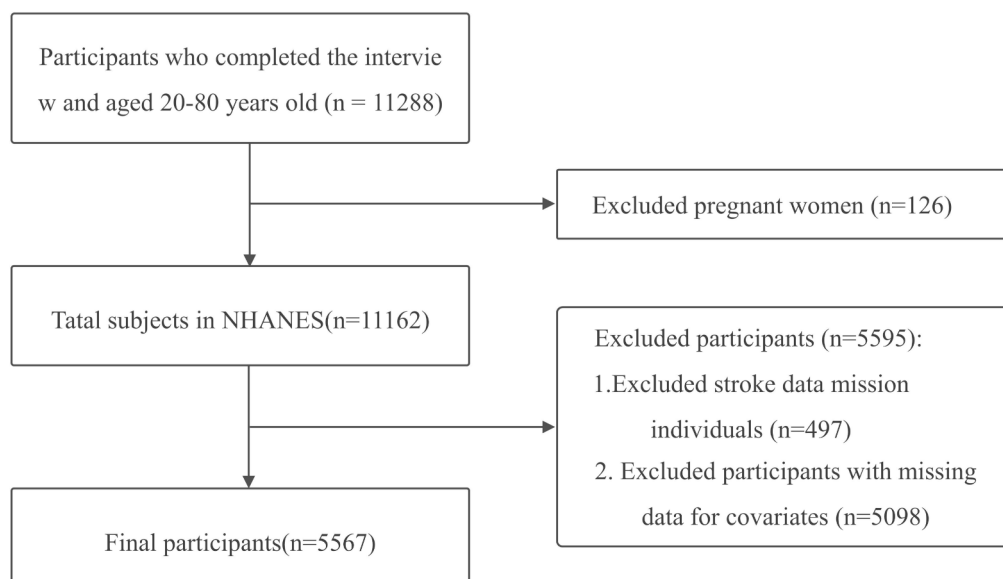 Participants who completed the intervie
w and aged 20-80 years old (n = 11288)
Excluded pregnant women (n=126)
Tatal subjects in NHANES(n=11162)
Excluded participants (n=5595):
1.Excluded stroke data mission
individuals (n=497)
2. Excluded participants with missing
data for covariates (n=5098)
Final participants(n=5567)